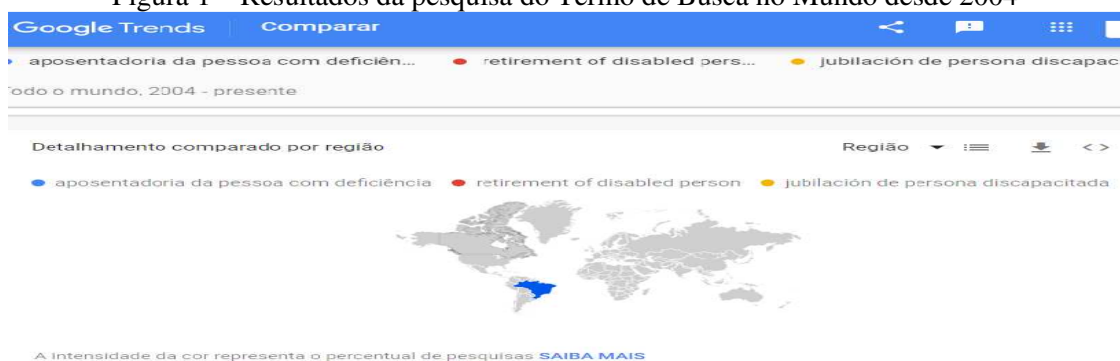 Figura 1 – Resultados da pesquisa do Termo de Busca no Mundo desde 2004
Google Trends Comparar
aposentadoria da pessoa com deficiên... retirement of disabled pers... jubilación de persona discapac
odo o mundo, 2004 - presente
Detalhamento comparado por região Região
aposentadoria da pessoa com deficiência retirement of disabled person jubilación de persona discapacitada
A intensidade da cor representa o percentual de pesquisas SAIBA MAIS